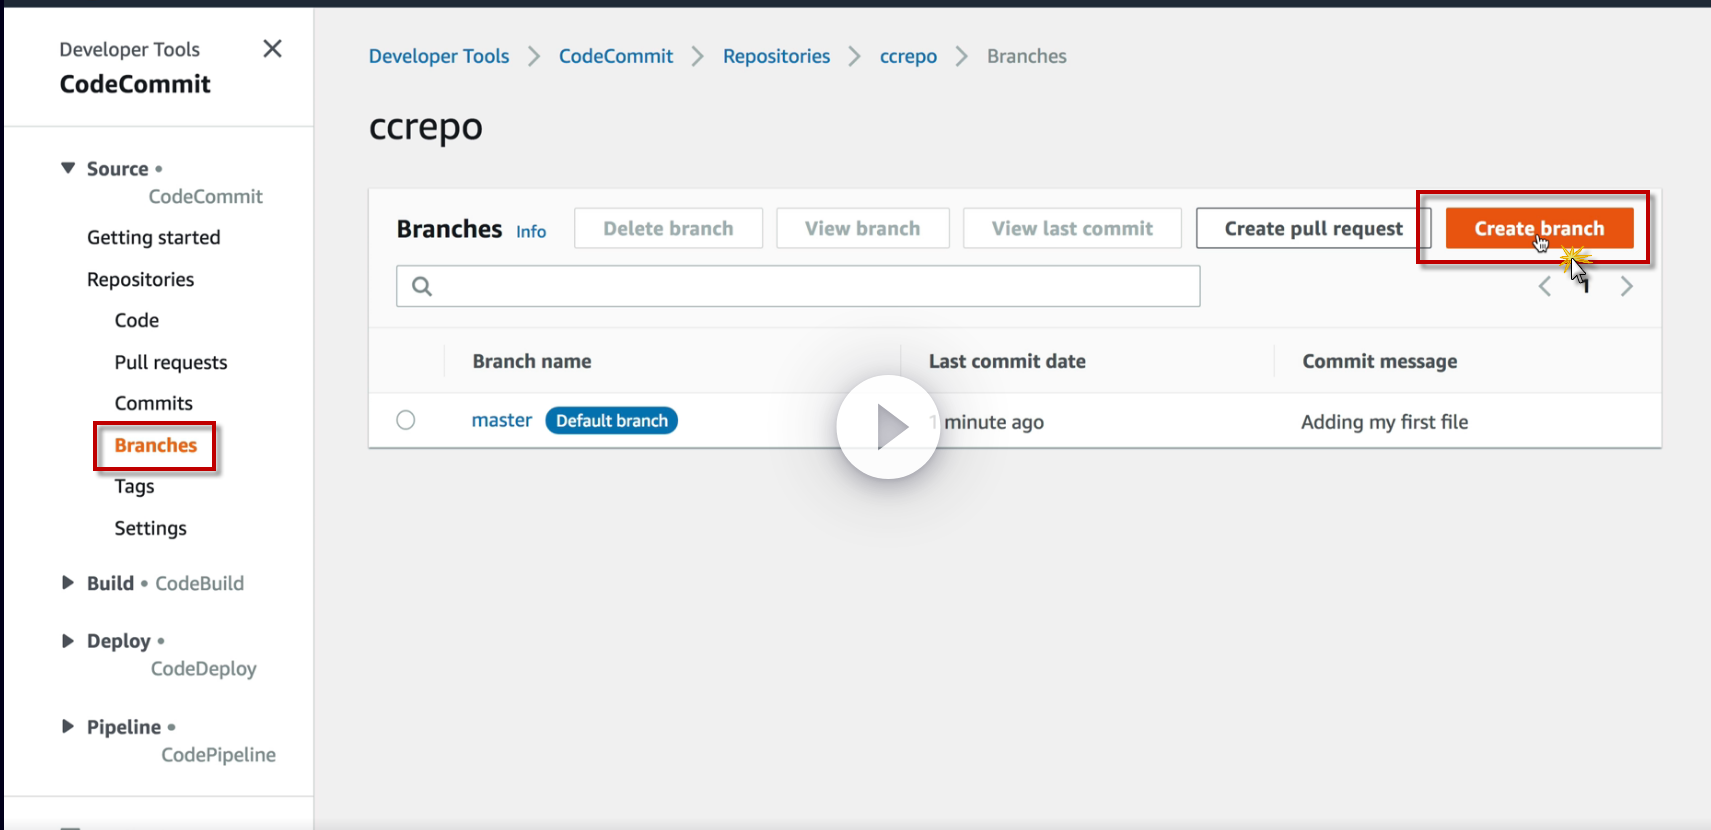 Developer Tools
CodeCommit
Source •
CodeCommit
Getting started
Repositories
Code
Pull requests
Commits
Branches
Tags
Settings
Build • CodeBuild
Deploy •
CodeDeploy
Pipeline •
CodePipeline
Developer Tools > CodeCommit > Repositories > ccrepo > Branches
ccrepo
Branches Info Delete branch View branch View last commit Create pull request Create branch
1
Branch name Last commit date Commit message
master Default branch 1 minute ago Adding my first file